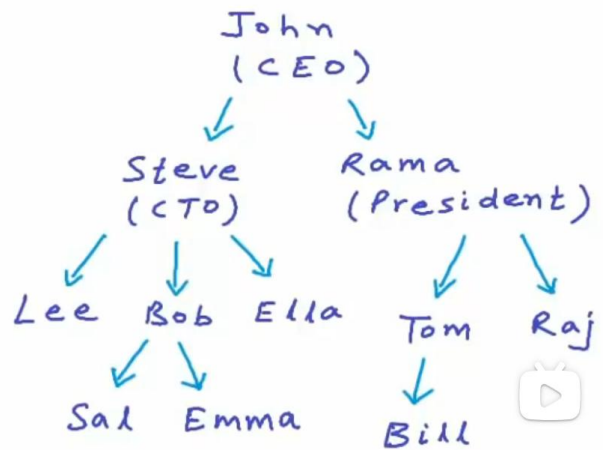 John
(CEO)
Steve
(CTO)
Rama
(President)
Lee Bob Ella
Tom Raj
Sal Emma
Bill